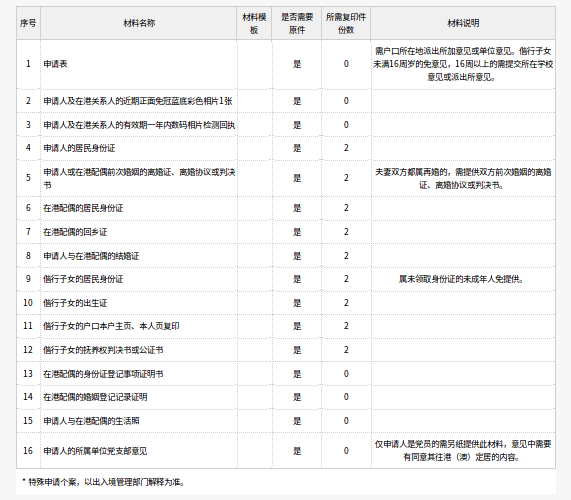 序号 材料名称 材料模板 是否需要原件 所需复印件份数 材料说明
1 申请表 是 0 需户口所在地派出所加意见或单位意见。偕行子女未满16周岁的免意见，16周以上的需提交所在学校意见或派出所意见。
2 申请人及在港关系人的近期正面免冠蓝底彩色相片1张 是 0
3 申请人及在港关系人的有效期一年内数码相片检测回执 是 0
4 申请人的居民身份证 是 2
5 申请人或在港配偶前次婚姻的离婚证、离婚协议或判决书 是 2 夫妻双方都属再婚的，需提供双方前次婚姻的离婚证、离婚协议或判决书。
6 在港配偶的居民身份证 是 2
7 在港配偶的回乡证 是 2
8 申请人与在港配偶的结婚证 是 2
9 偕行子女的居民身份证 是 2 属未领取身份证的未成年人免提供。
10 偕行子女的出生证 是 2
11 偕行子女的户口本户主页、本人页复印 是 2
12 偕行子女的抚养权判决书或公证书 是 2
13 在港配偶的身份证登记事项证明书 是 0
14 在港配偶的婚姻登记记录证明 是 0
15 申请人与在港配偶的生活照 是 0
16 申请人的所属单位党支部意见 是 0 仅申请人是党员的需另纸提供此材料，意见中需要有同意其往港（澳）定居的内容。
* 特殊申请个案，以出入境管理部门解释为准。